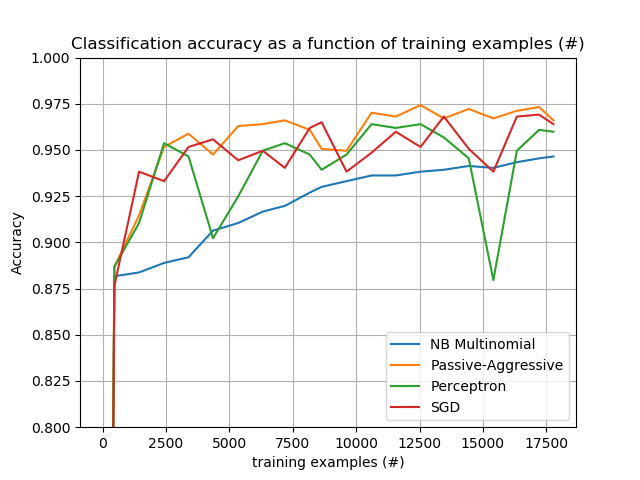 Classification accuracy as a function of training examples (#)
1.000
0.975
0.950
0.925
0.900
0.875
0.850
0.825
0.800
Accuracy
NB Multinomial
Passive-Aggressive
Perceptron
SGD
0 2500 5000 7500 10000 12500 15000 17500
training examples (#)